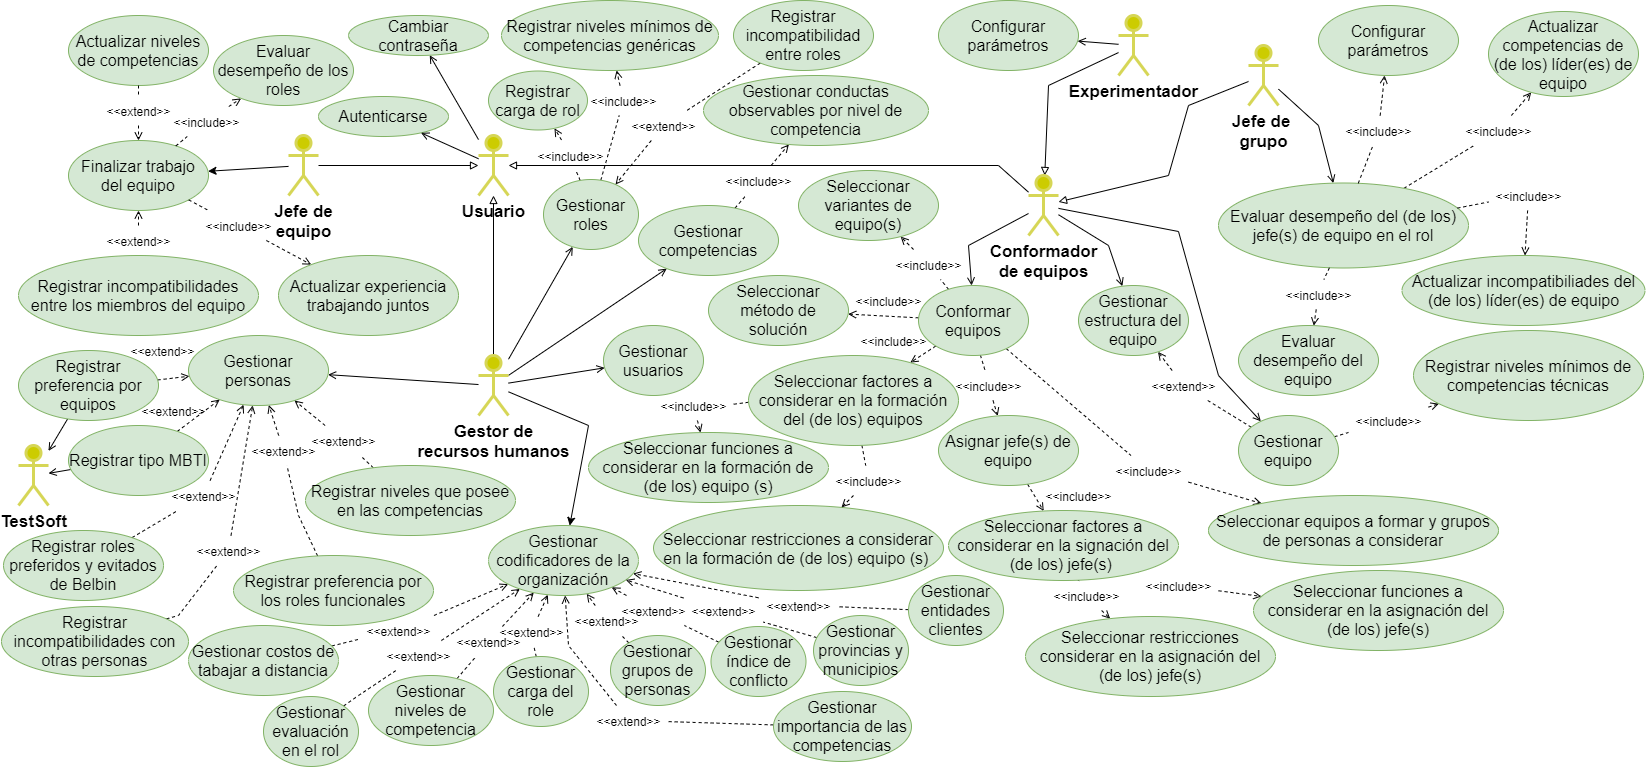 Actualizar niveles
de competencias
Evaluar
desempeño de los
roles
Cambiar
contraseña
Registrar niveles mínimos de
competencias genéricas
Registrar
incompatibilidad
entre roles
Configurar
parámetros
Experimentador
Jefe de
grupo
Configurar
parámetros
Actualizar
competencias de
(de los) líder(es) de
equipo
<<extend>>
<<include>>
Autenticarse
Registrar
carga de rol
<<include>>
<<extend>>
<<include>>
Gestionar conductas
observables por nivel de
competencia
<<include>>
<<include>>
<<include>>
Finalizar trabajo
del equipo
Jefe de
equipo
Usuario
Gestionar
roles
Gestionar
competencias
<<include>>
Seleccionar
variantes de
equipo(s)
Conformador
de equipos
Evaluar desempeño del (de los)
jefe(s) de equipo en el rol
<<include>>
<<extend>>
<<include>>
Registrar incompatibilidades
entre los miembros del equipo
Actualizar experiencia
trabajando juntos
<<include>>
Seleccionar
método de
solución
<<include>>
<<include>>
Conformar
equipos
Gestionar
estructura del
equipo
<<include>>
Actualizar incompatibiliades del
(de los) líder(es) de equipo
Evaluar
desempeño del
equipo
Registrar
preferencia por
equipos
<<extend>>
<<extend>>
Gestionar
personas
Gestor de
recursos humanos
Gestionar
usuarios
Seleccionar factores a
considerar en la formación
del (de los) equipos
<<include>>
<<include>>
<<extend>>
Registrar niveles mínimos de
competencias técnicas
<<include>>
TestSoft
Registrar tipo MBTI
<<extend>>
<<extend>>
<<extend>>
Registrar niveles que posee
en las competencias
Seleccionar funciones a
considerar en la formación de
(de los) equipo (s)
<<include>>
Asignar jefe(s) de
equipo
<<include>>
<<include>>
Gestionar
equipo
Registrar roles
preferidos y evitados
de Belbin
<<extend>>
Registrar preferencia por
los roles funcionales
Gestionar
codificadores de la
organización
Seleccionar restricciones a considerar
en la formación de (de los) equipo (s)
Seleccionar factores a
considerar en la signación del
(de los) jefe(s)
Seleccionar equipos a formar y grupos
de personas a considerar
Registrar
incompatibilidades con
otras personas
Gestionar costos de
tabajar a distancia
<<extend>>
<<extend>>
<<extend>>
<<extend>>
<<extend>>
<<extend>>
<<extend>>
<<extend>>
Gestionar
entidades
clientes
<<include>>
<<include>>
Seleccionar funciones a
considerar en la asignación del
(de los) jefe(s)
Seleccionar restricciones
considerar en la asignación del
(de los) jefe(s)
Gestionar
evaluación
en el rol
Gestionar
niveles de
competencia
Gestionar
carga del
role
Gestionar
grupos de
personas
Gestionar
índice de
conflicto
Gestionar
provincias y
municipios
<<extend>>
Gestionar
importancia de las
competencias